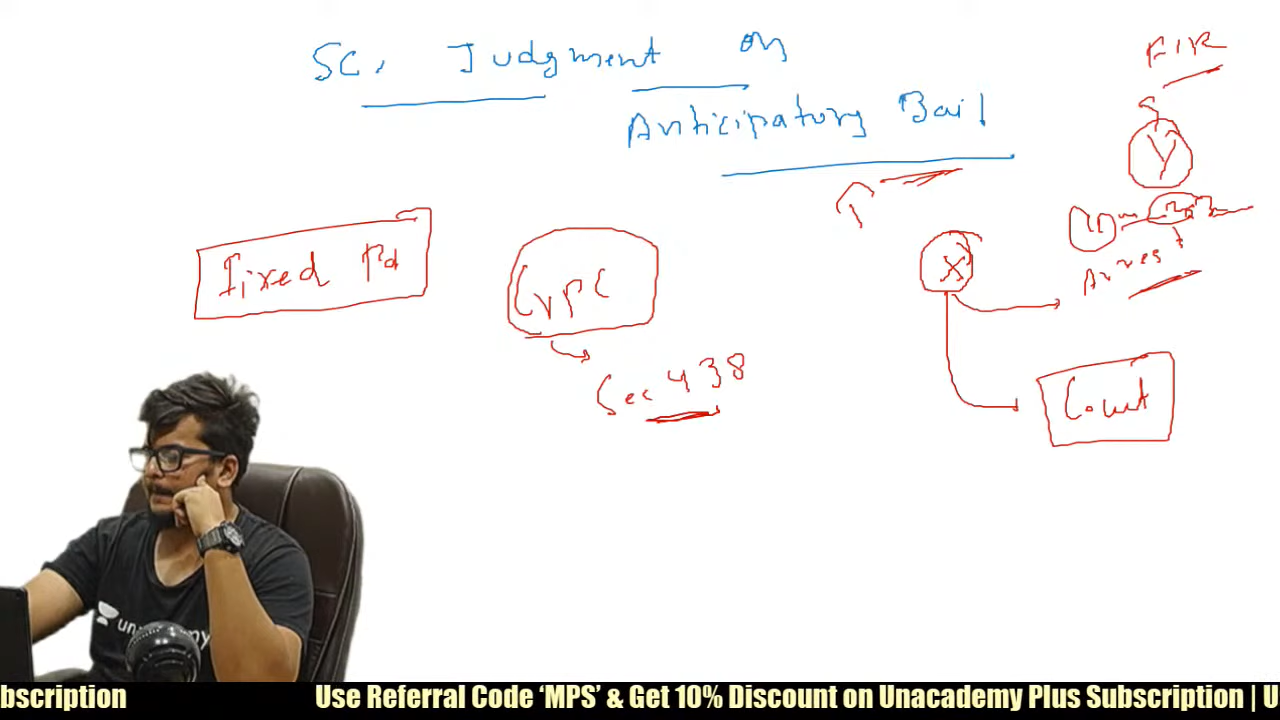 SC. Judgment on
Anticipatory Bail
FIR
Y
X
Arrest
Fixed Pd
CrPC
Sec 438
Court
unacademy
bscription
Use Referral Code ‘MPS’ & Get 10% Discount on Unacademy Plus Subscription | U